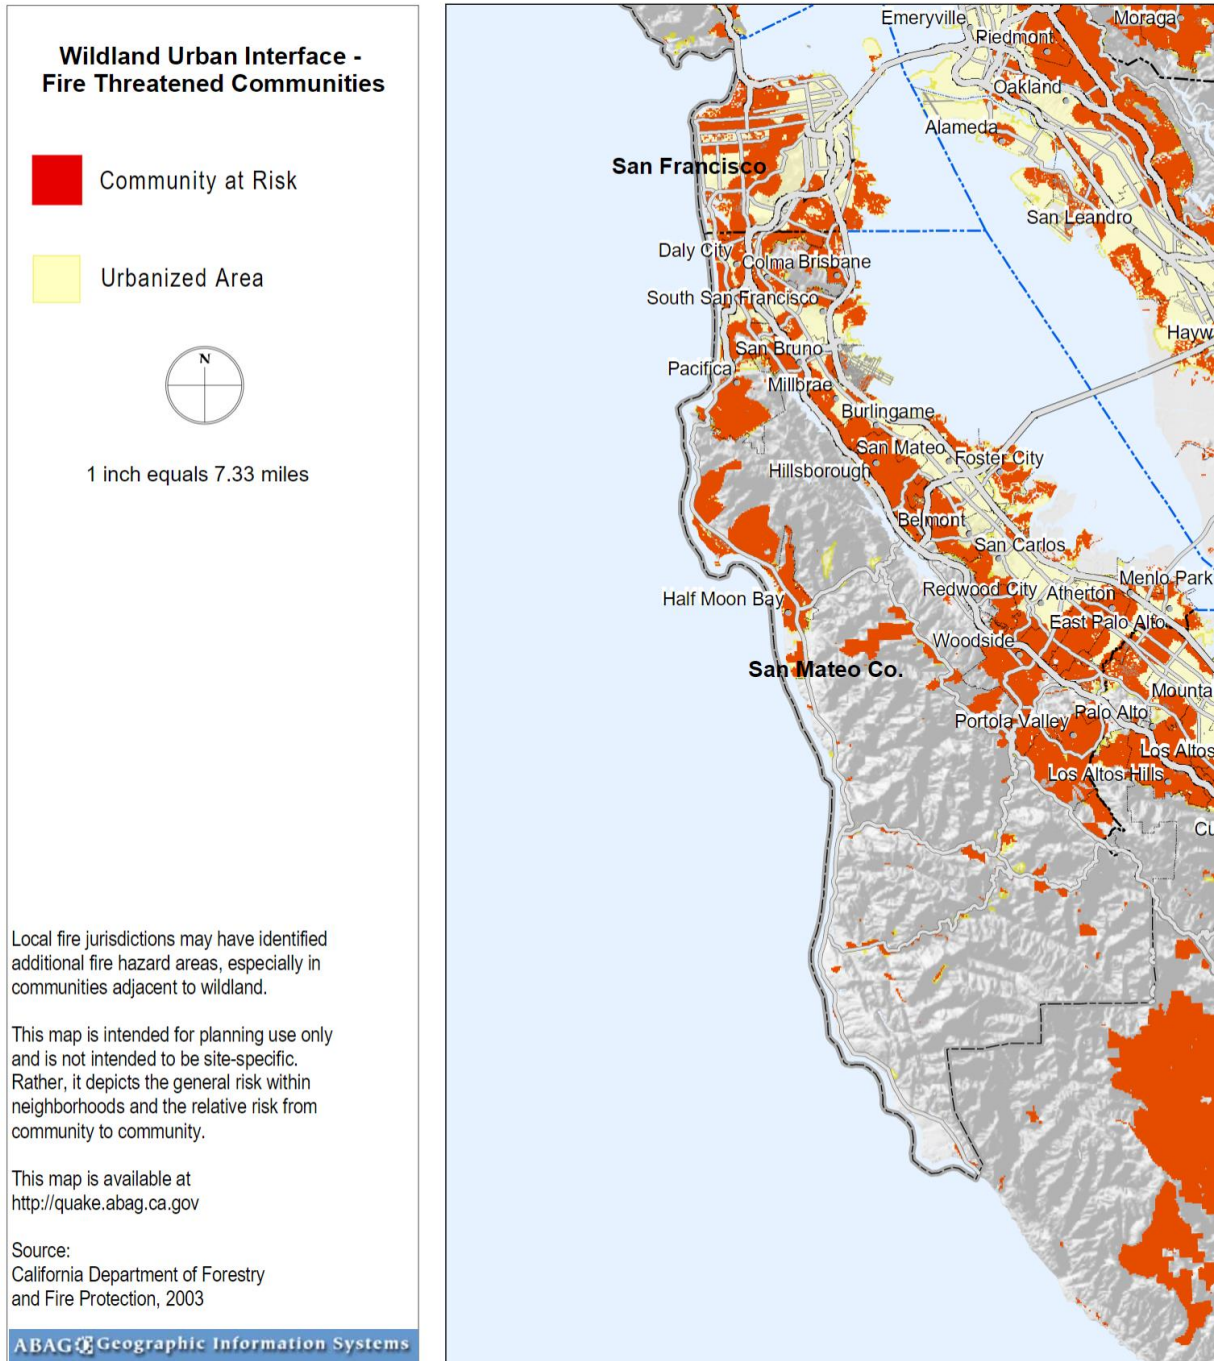 Wildland Urban Interface -
Fire Threatened Communities
Community at Risk
Urbanized Area
N
1 inch equals 7.33 miles
Local fire jurisdictions may have identified
additional fire hazard areas, especially in
communities adjacent to wildland.
This map is intended for planning use only
and is not intended to be site-specific.
Rather, it depicts the general risk within
neighborhoods and the relative risk from
community to community.
This map is available at
http://quake.abag.ca.gov
Source:
California Department of Forestry
and Fire Protection, 2003
ABAG Geographic Information Systems
Emeryville
Moraga
Piedmont
Oakland
Alameda
San Francisco
San Leandro
Daly City
Colma
Brisbane
South San Francisco
Hayw
San Bruno
Pacifica
Millbrae
Burlingame
San Mateo
Foster City
Hillsborough
Belmont
San Carlos
Menlo Park
Redwood City
Atherton
Half Moon Bay
East Palo Alto
Woodside
San Mateo Co.
Mounta
Portola Valley
Palo Alto
Los Altos
Los Altos Hills
Cu